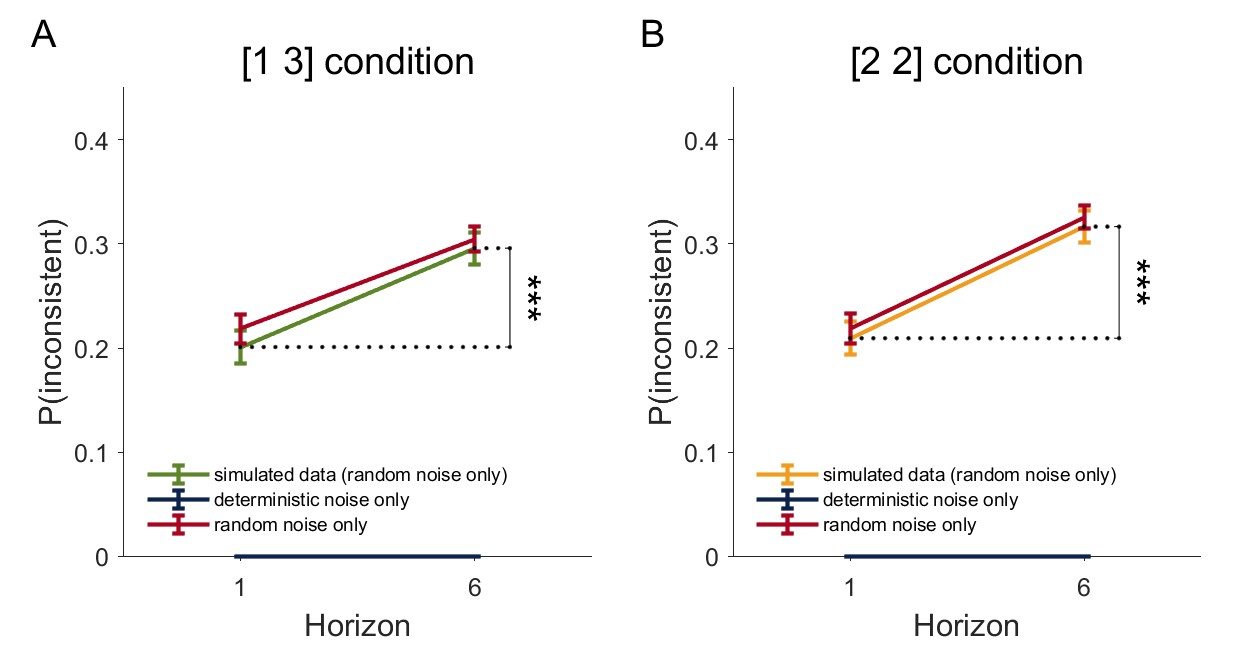 A
[1 3] condition
P(inconsistent)
0.4
0.3
0.2
0.1
0
***
simulated data (random noise only)
deterministic noise only
random noise only
1
6
Horizon
B
[2 2] condition
P(inconsistent)
0.4
0.3
0.2
0.1
0
***
simulated data (random noise only)
deterministic noise only
random noise only
1
6
Horizon